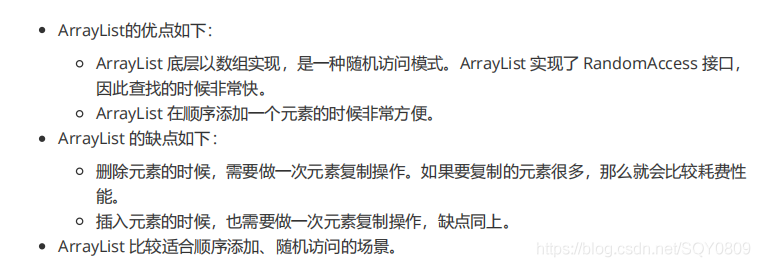 ArrayList的优点如下：
ArrayList 底层以数组实现，是一种随机访问模式。ArrayList 实现了 RandomAccess 接口，
因此查找的时候非常快。
ArrayList 在顺序添加一个元素的时候非常方便。
ArrayList 的缺点如下：
删除元素的时候，需要做一次元素复制操作。如果要复制的元素很多，那么就会比较耗费性
能。
插入元素的时候，也需要做一次元素复制操作，缺点同上。
ArrayList 比较适合顺序添加、随机访问的场景。
https://blog.csdn.net/SQY0809